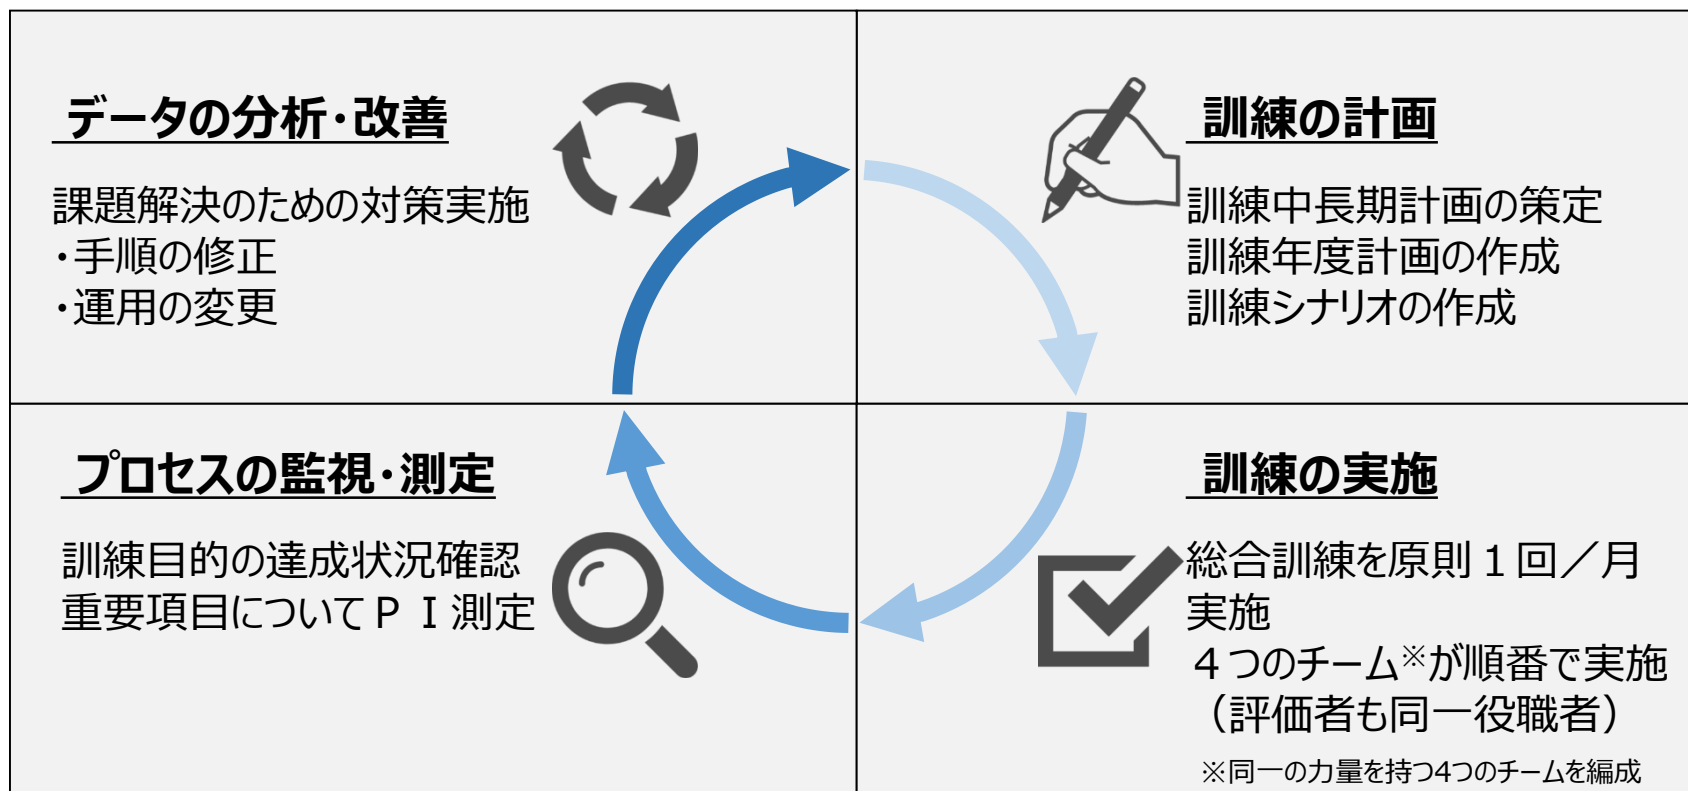 データの分析・改善
課題解決のための対策実施
・手順の修正
・運用の変更
訓練の計画
訓練中長期計画の策定
訓練年度計画の作成
訓練シナリオの作成
プロセスの監視・測定
訓練目的の達成状況確認
重要項目についてＰＩ測定
訓練の実施
総合訓練を原則１回／月
実施
４つのチーム※が順番で実施
（評価者も同一役職者）
※同一の力量を持つ4つのチームを編成